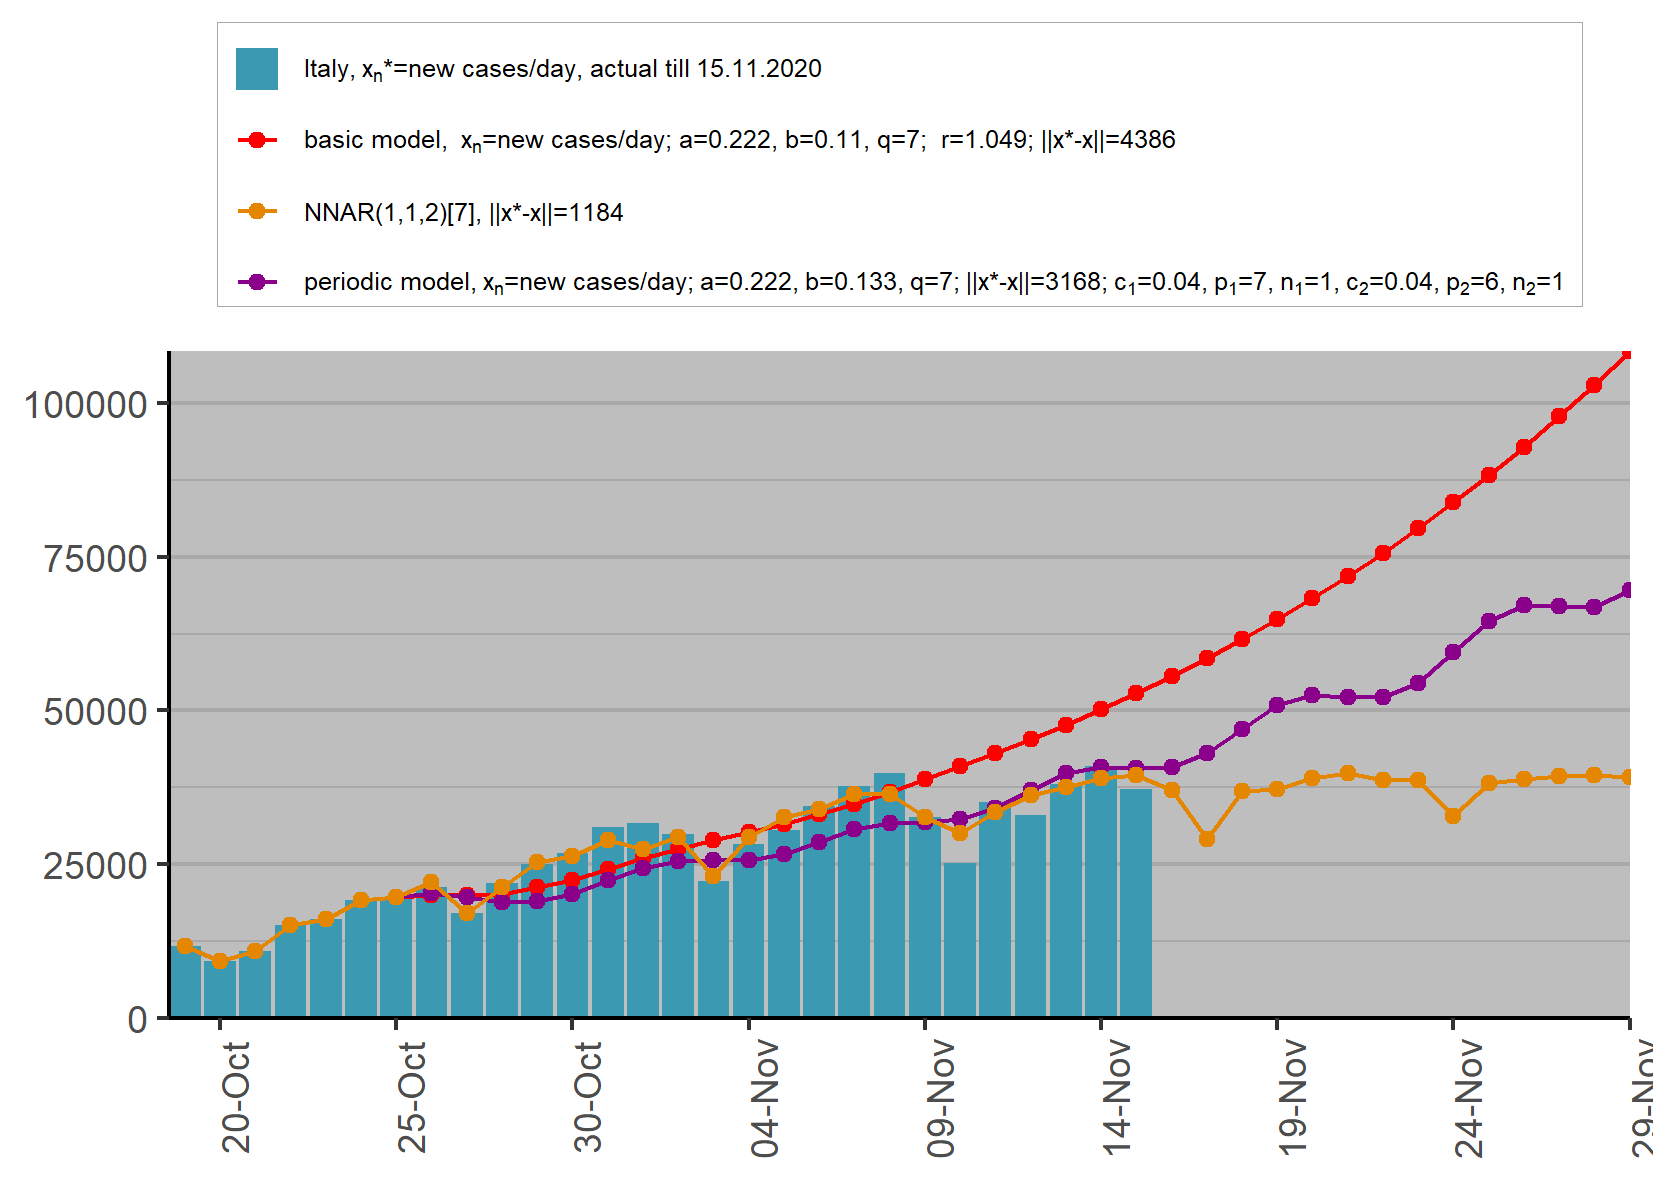 Italy, xₙ*=new cases/day, actual till 15.11.2020
basic model,  xₙ=new cases/day; a=0.222, b=0.11, q=7;  r=1.049; ||x*-x||=4386
NNAR(1,1,2)[7], ||x*-x||=1184
periodic model, xₙ=new cases/day; a=0.222, b=0.133, q=7; ||x*-x||=3168; c₁=0.04, p₁=7, n₁=1, c₂=0.04, p₂=6, n₂=1
100000
75000
50000
25000
0
20-Oct
25-Oct
30-Oct
04-Nov
09-Nov
14-Nov
19-Nov
24-Nov
29-Nov